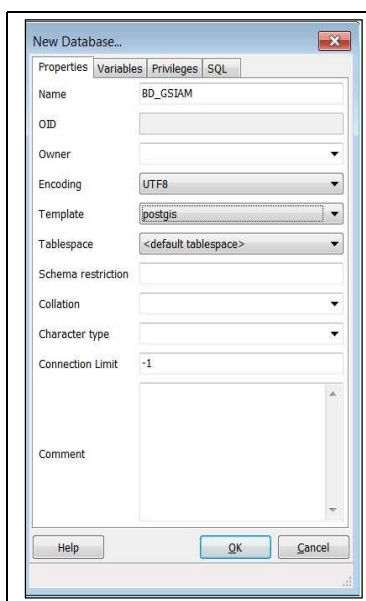 New Database...
Properties Variables Privileges SQL
Name BD_GSIAM
OID
Owner
Encoding UTF8
Template postgis
Tablespace <default tablespace>
Schema restriction
Collation
Character type
Connection Limit -1
Comment
Help OK Cancel